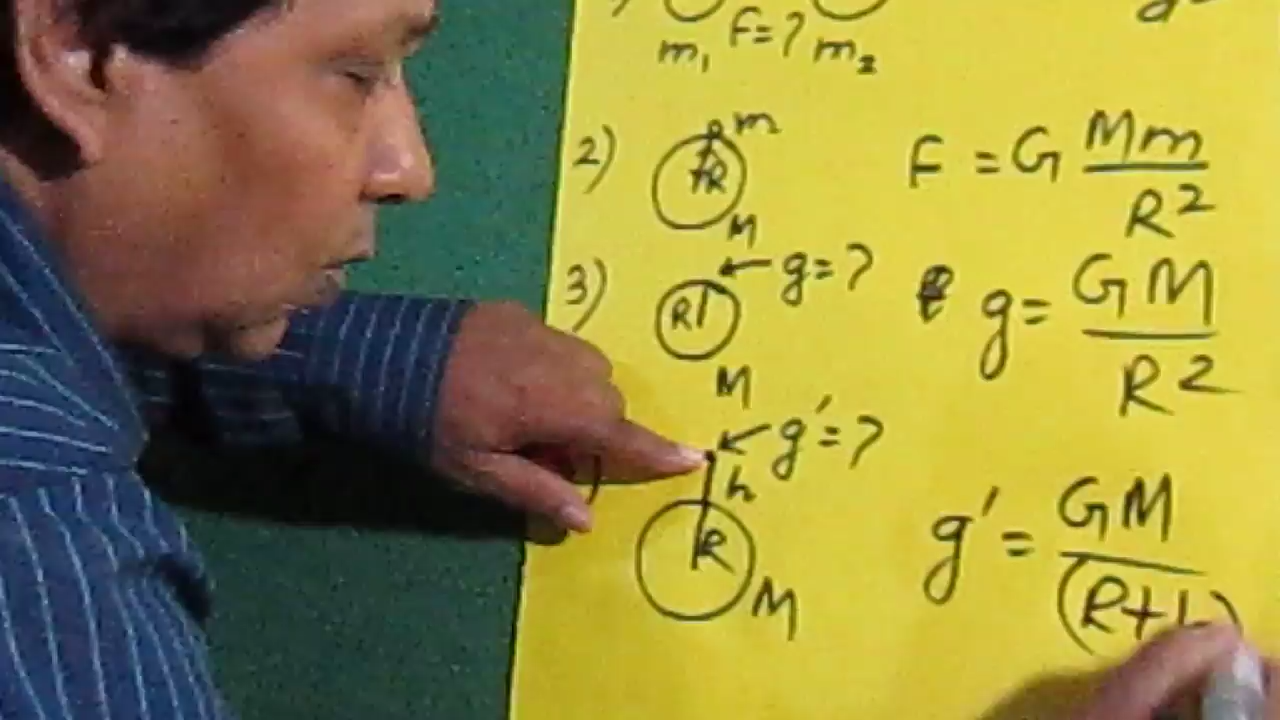 F=?
m₁ m₂
2) m R M F = G Mm / R²
3) g=? R M g = GM / R²
g'=? h R M g' = GM / (R+h)